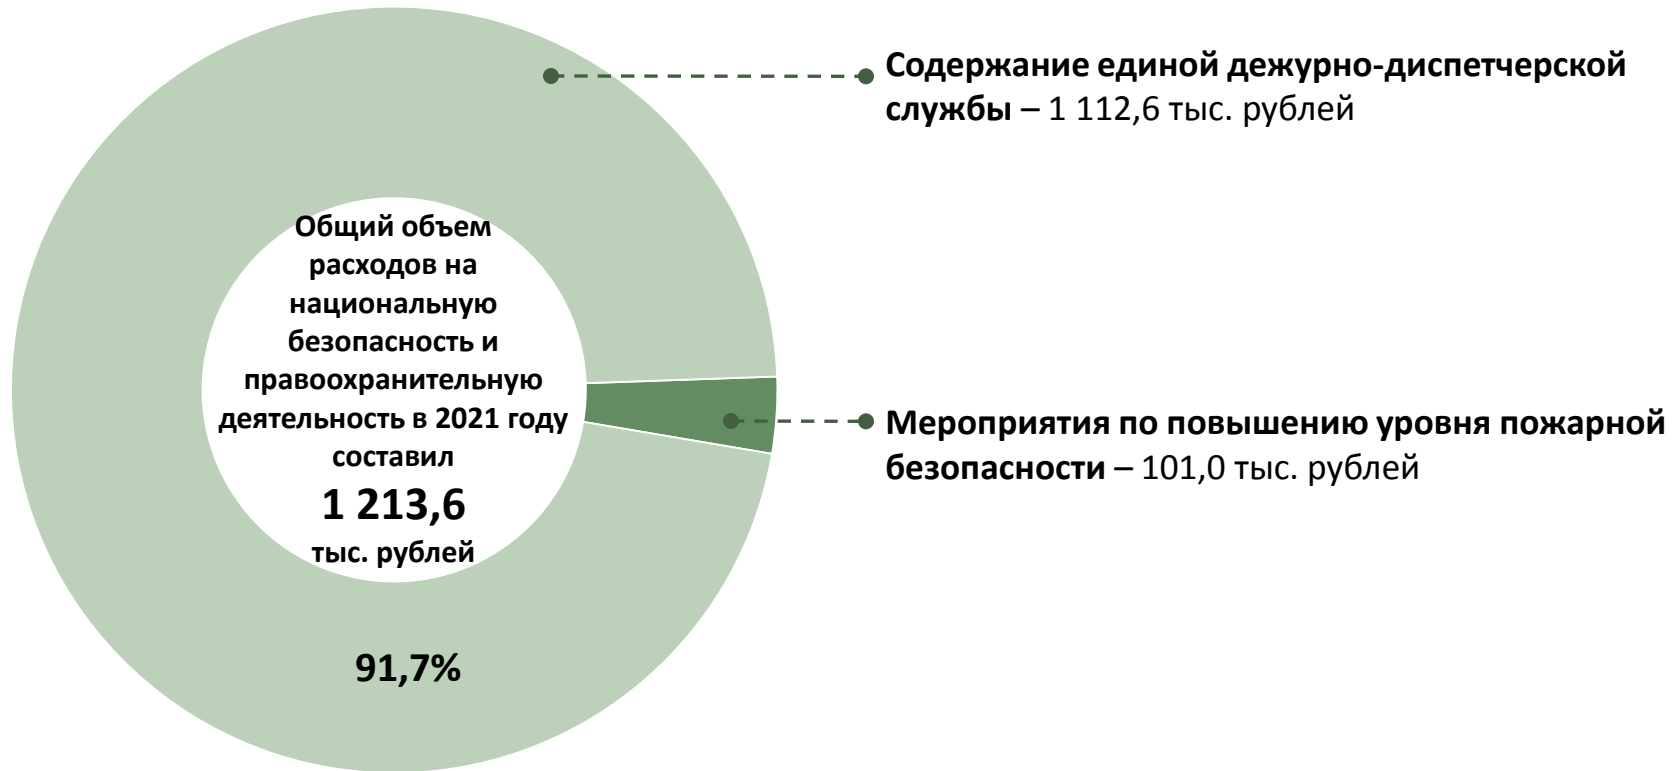 Содержание единой дежурно-диспетчерской
службы – 1 112,6 тыс. рублей
Общий объем
расходов на
национальную
безопасность и
правоохранительную
деятельность в 2021 году
составил
1 213,6
тыс. рублей
Мероприятия по повышению уровня пожарной
безопасности – 101,0 тыс. рублей
91,7%